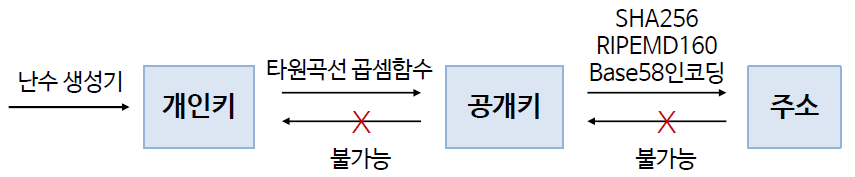 난수 생성기
개인키
타원곡선 곱셈함수
불가능
공개키
SHA256
RIPEMD160
Base58인코딩
불가능
주소